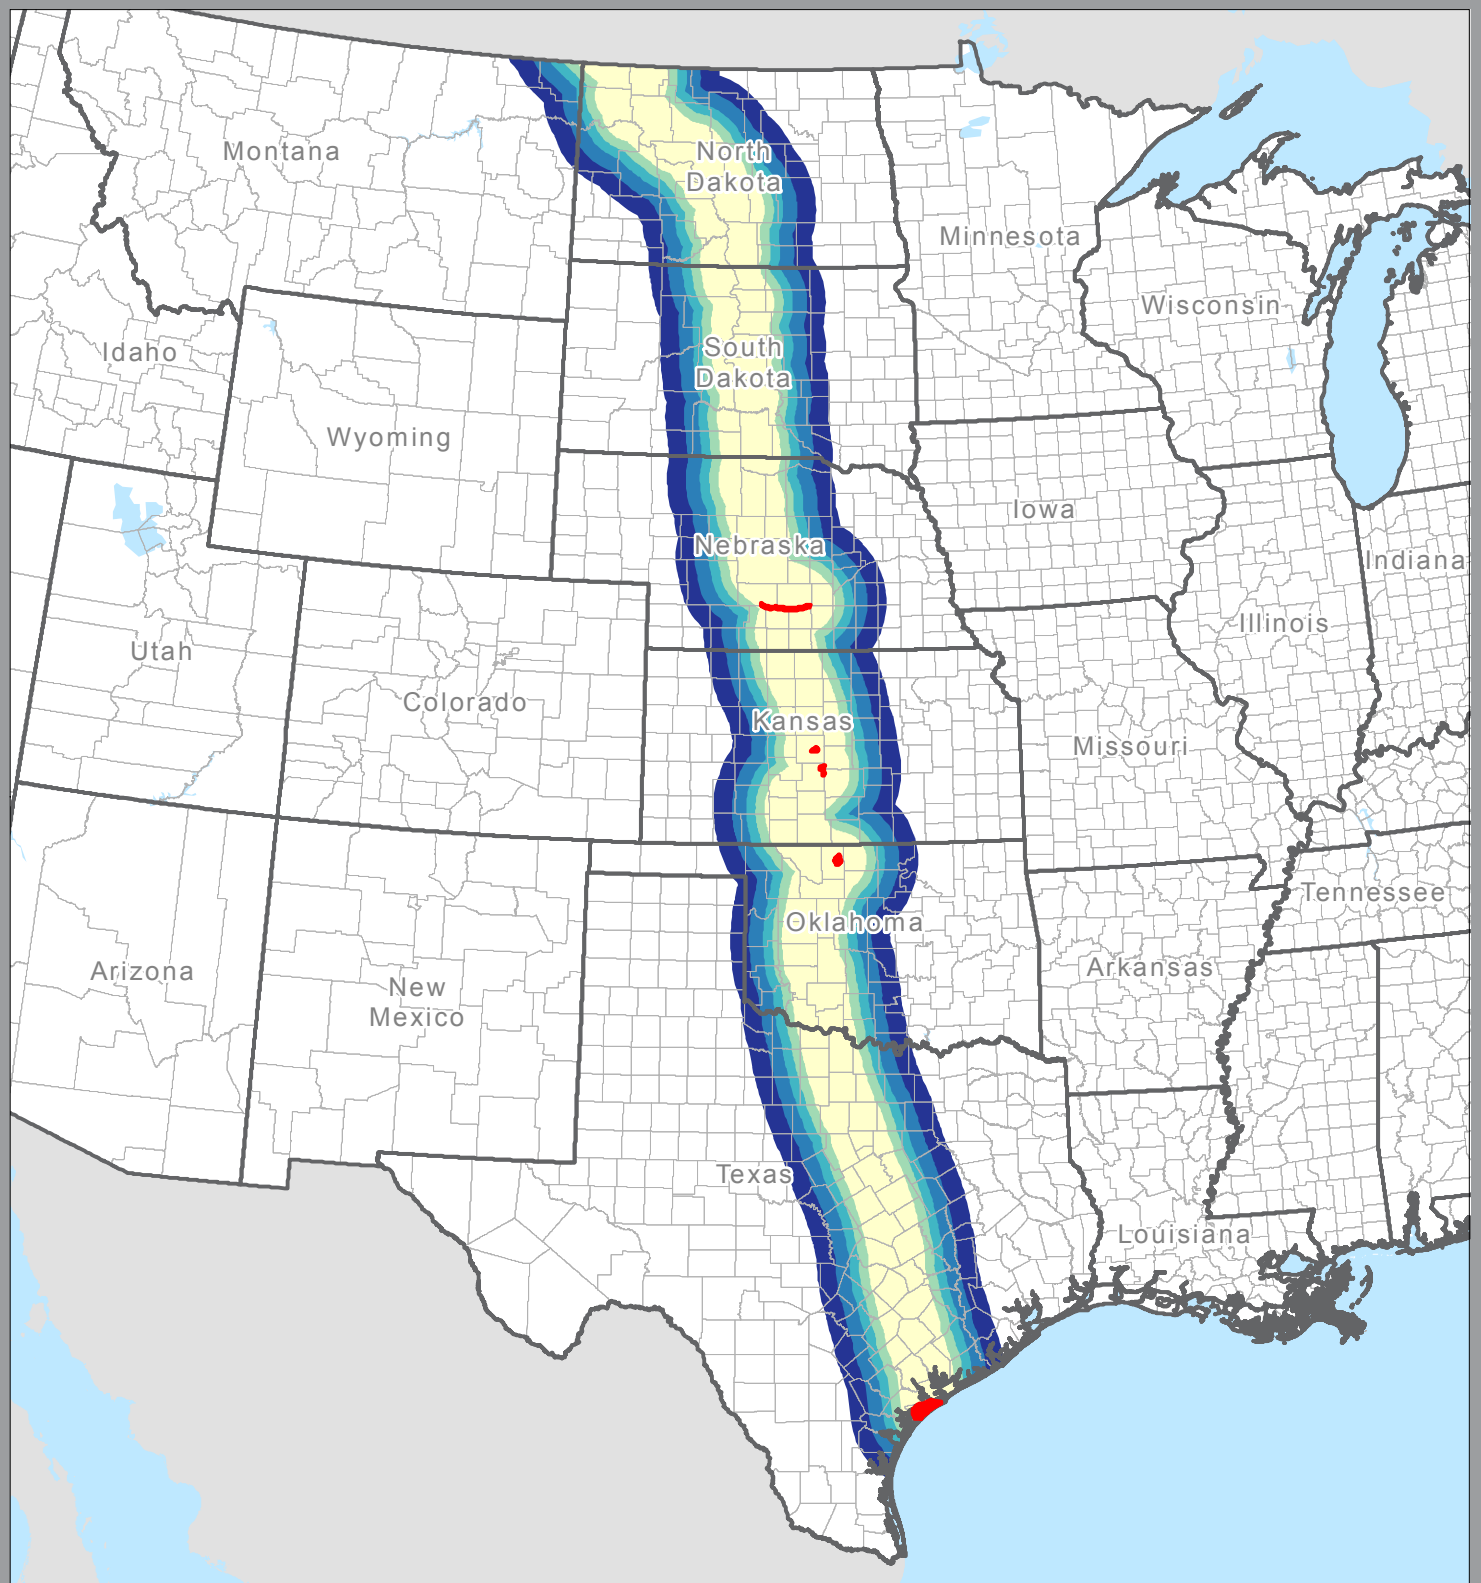 Montana
North
Dakota
Minnesota
Wisconsin
Idaho
South
Dakota
Wyoming
Iowa
Nebraska
Indiana
Illinois
Utah
Colorado
Kansas
Missouri
Tennessee
Oklahoma
Arizona
Arkansas
New
Mexico
Texas
Louisiana